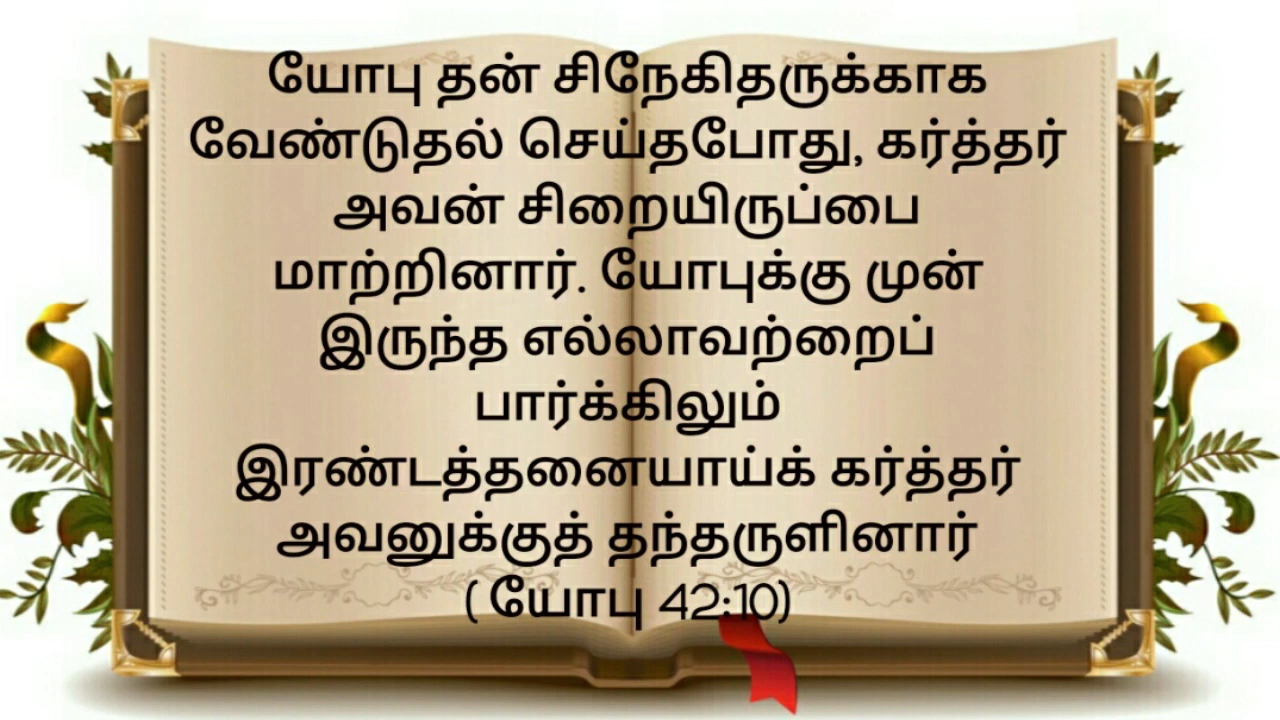 யோபு தன் சிநேகிதருக்காக
வேண்டுதல் செய்தபோது, கர்த்தர்
அவன் சிறையிருப்பை
மாற்றினார். யோபுக்கு முன்
இருந்த எல்லாவற்றைப்
பார்க்கிலும்
இரண்டத்தனையாய்க் கர்த்தர்
அவனுக்குத் தந்தருளினார்
( யோபு 42:10)